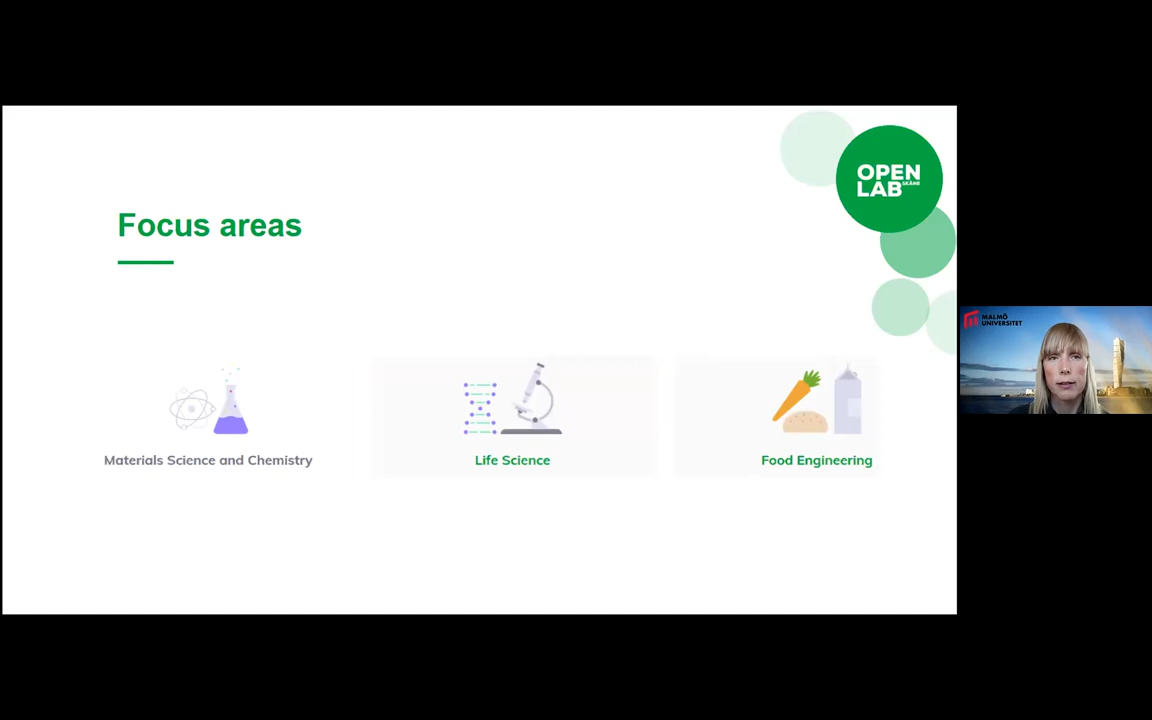 OPEN
LAB SKÅNE
Focus areas
MALMÖ
UNIVERSITET
Materials Science and Chemistry
Life Science
Food Engineering